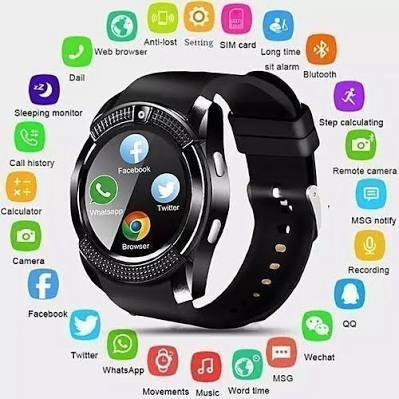 Web browser
Anti-lost
Setting
SIM card
Long time
sit alarm
Blutooth
Dail
Sleeping monitor
Step calculating
Call history
Remote camera
Calculator
MSG notify
Camera
Recording
Facebook
QQ
Twitter
Wechat
WhatsApp
MSG
Movements
Music
Word time
Facebook
Whatsapp
Twitter
Browser